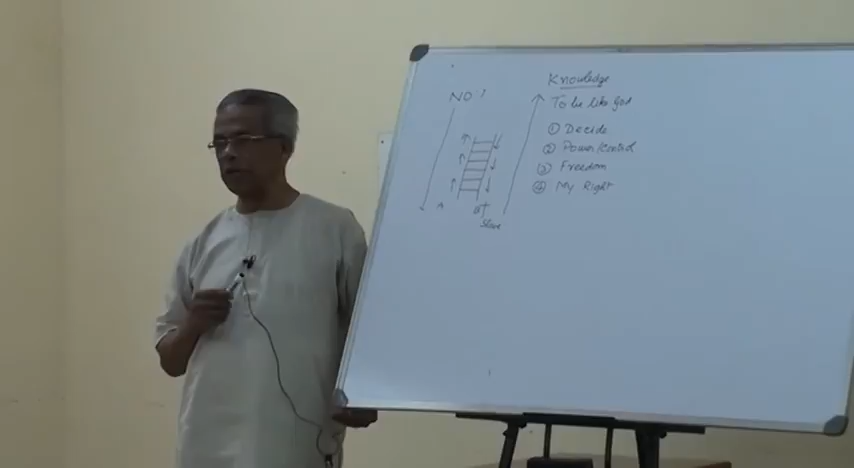 Knowledge
NO!
To be like God
① Decide
② Power/Control
③ Freedom
④ My Right
Slave